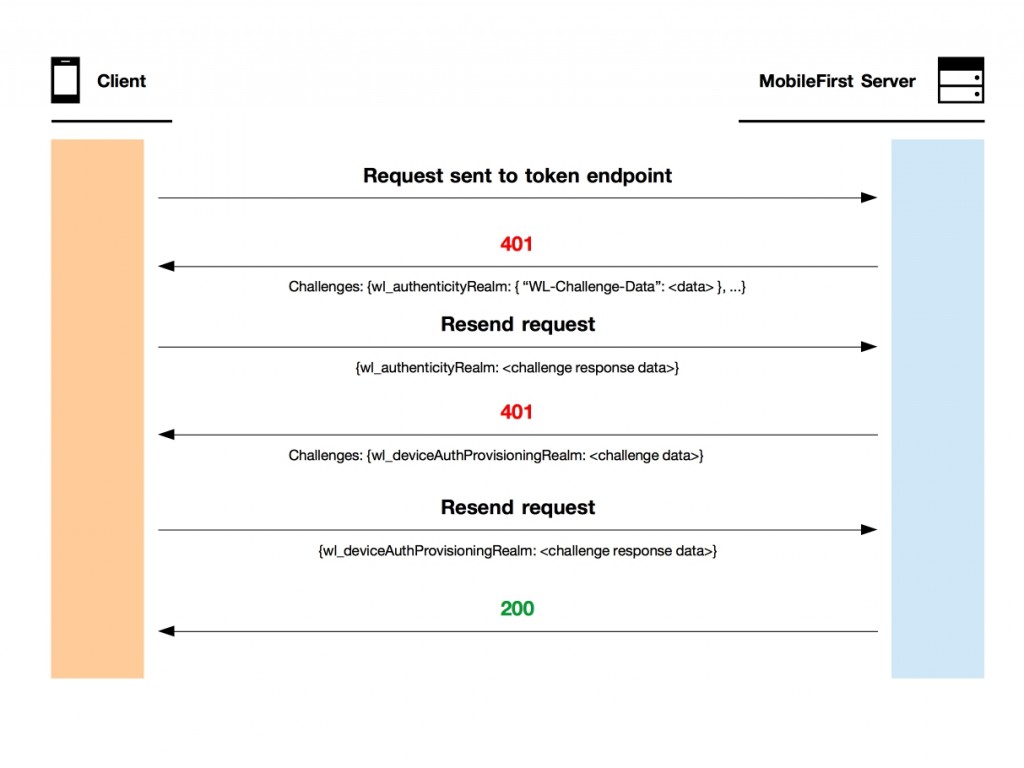 Client
MobileFirst Server
Request sent to token endpoint
401
Challenges: {wl_authenticityRealm: { “WL-Challenge-Data”: <data> }, ...}
Resend request
{wl_authenticityRealm: <challenge response data>}
401
Challenges: {wl_deviceAuthProvisioningRealm: <challenge data>}
Resend request
{wl_deviceAuthProvisioningRealm: <challenge response data>}
200